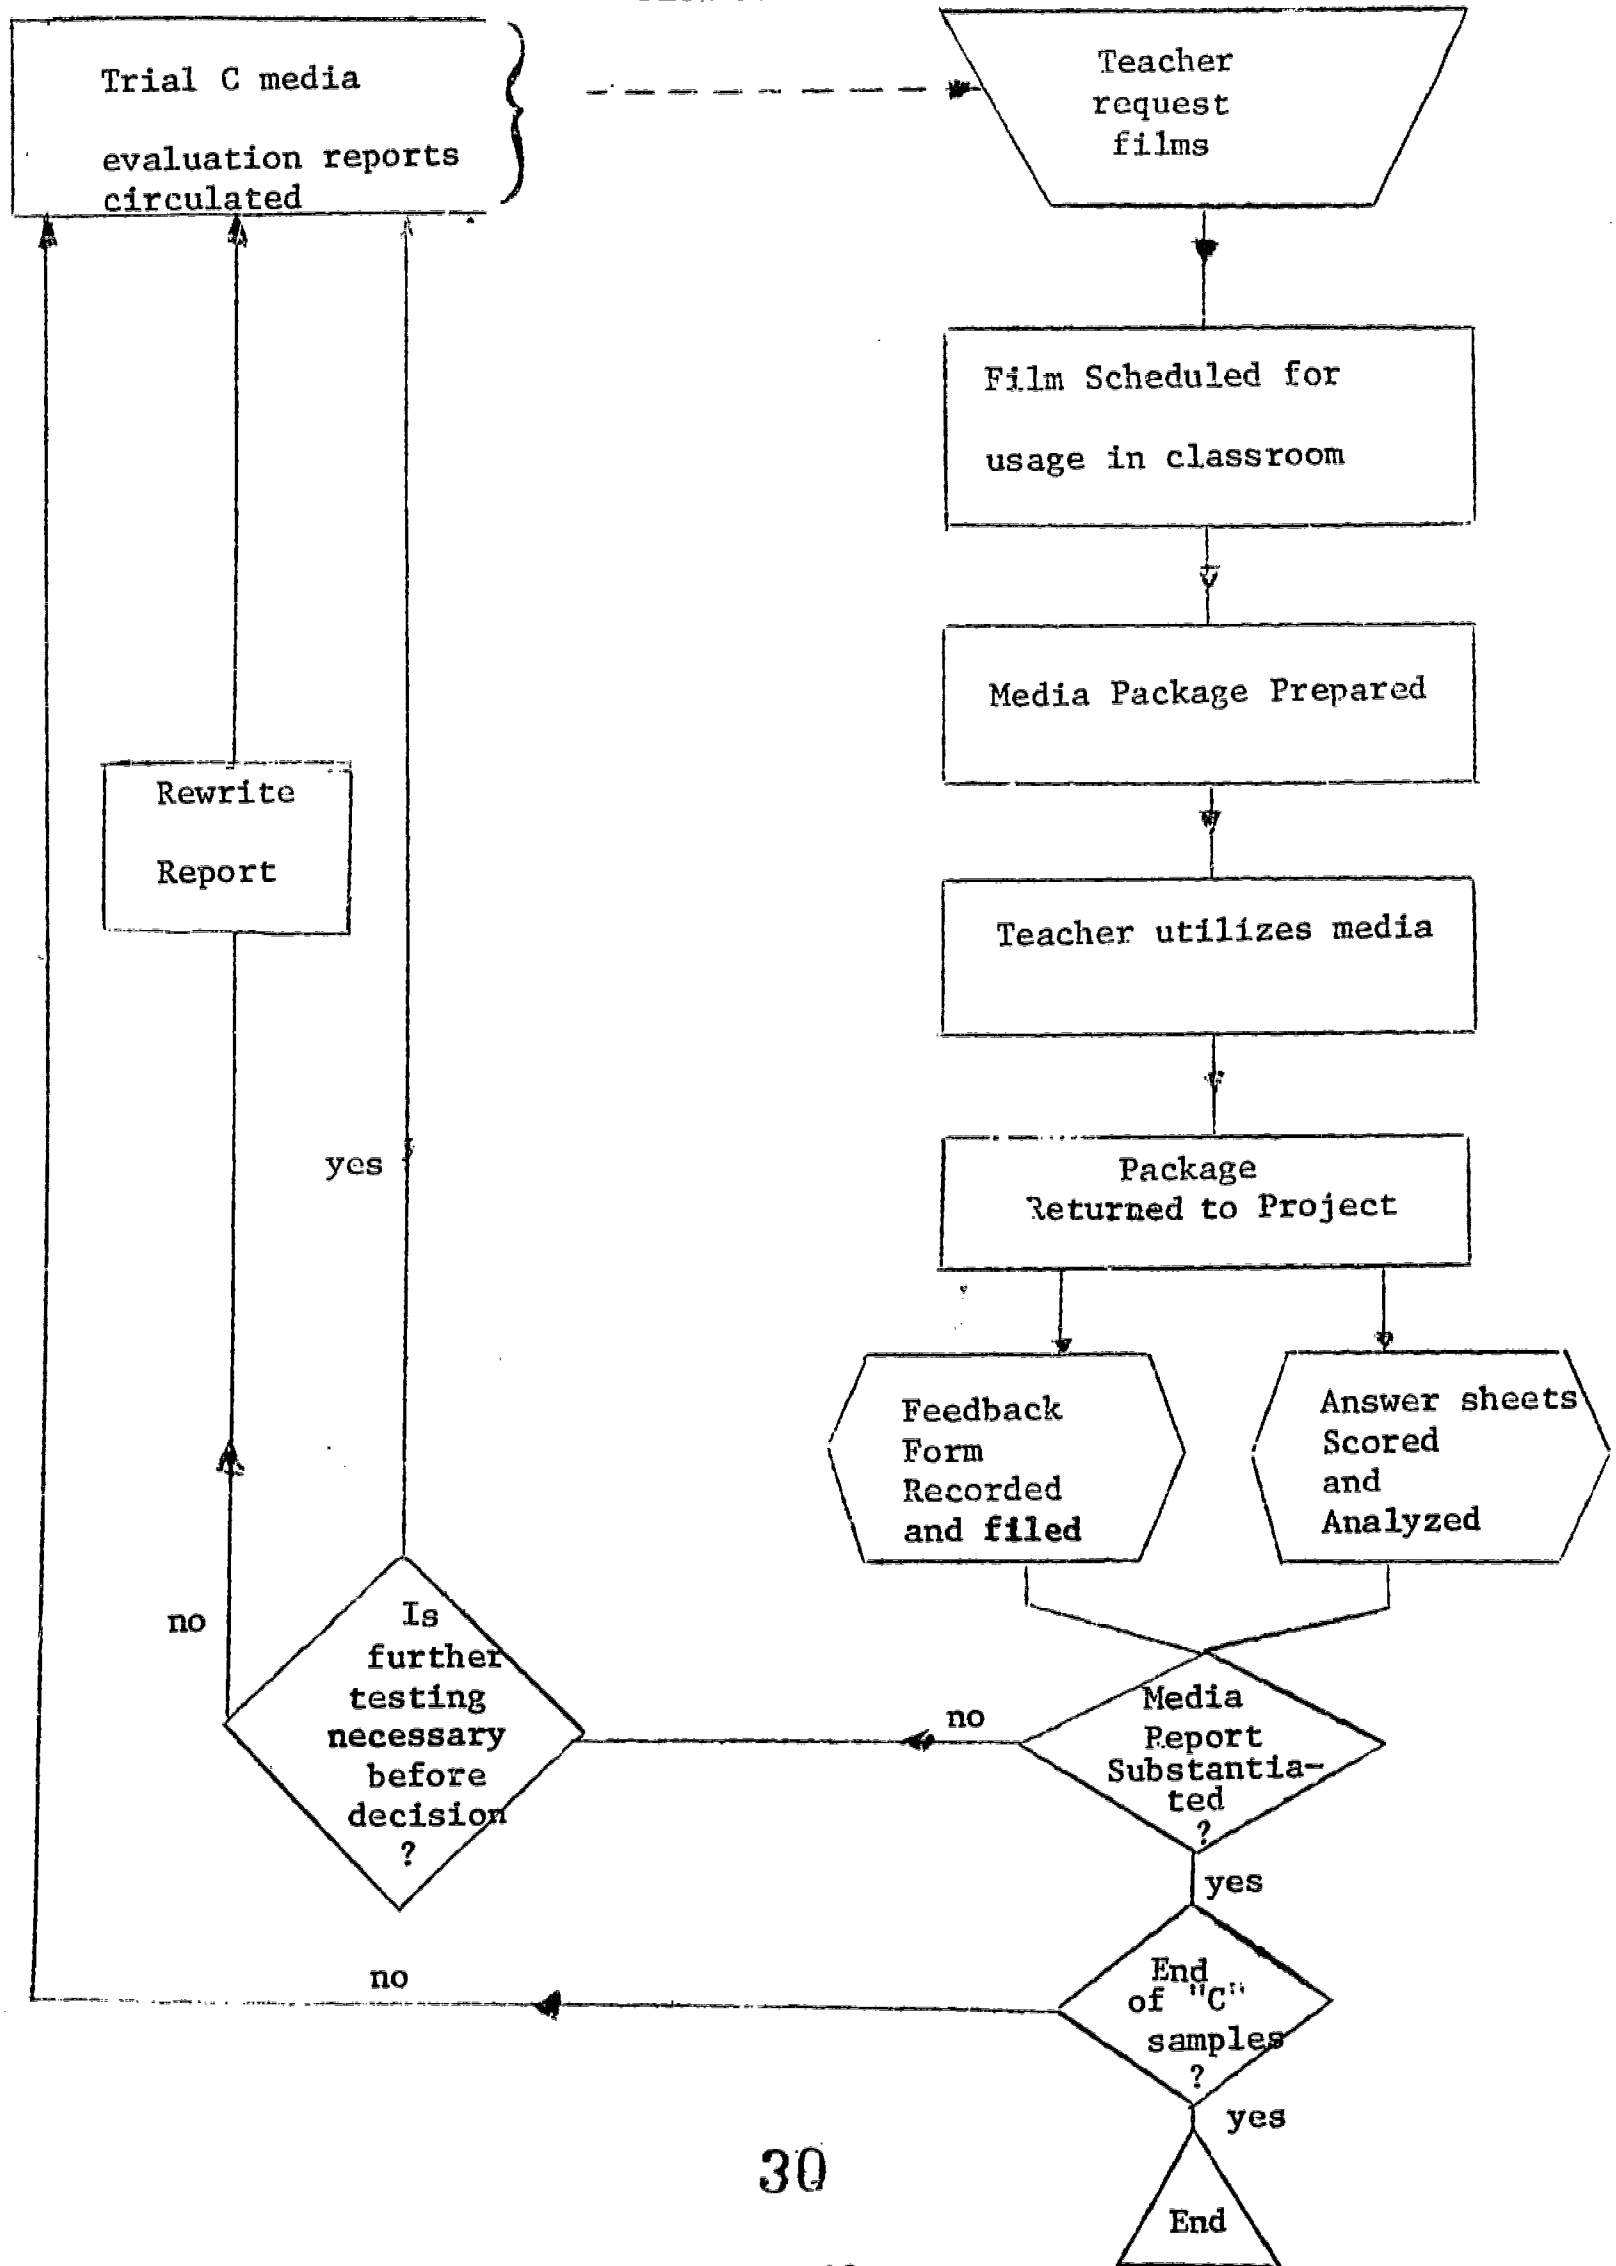 Trial C media
evaluation reports
circulated
Teacher
request
films
Film Scheduled for
usage in classroom
Media Package Prepared
Rewrite
Report
Teacher utilizes media
yes
Package
Returned to Project
Feedback
Form
Recorded
and filed
Answer sheets
Scored
and
Analyzed
no
Is
further
testing
necessary
before
decision
?
no
Media
Report
Substantia-
ted
?
yes
no
End
of "C"
samples
?
yes
30
End